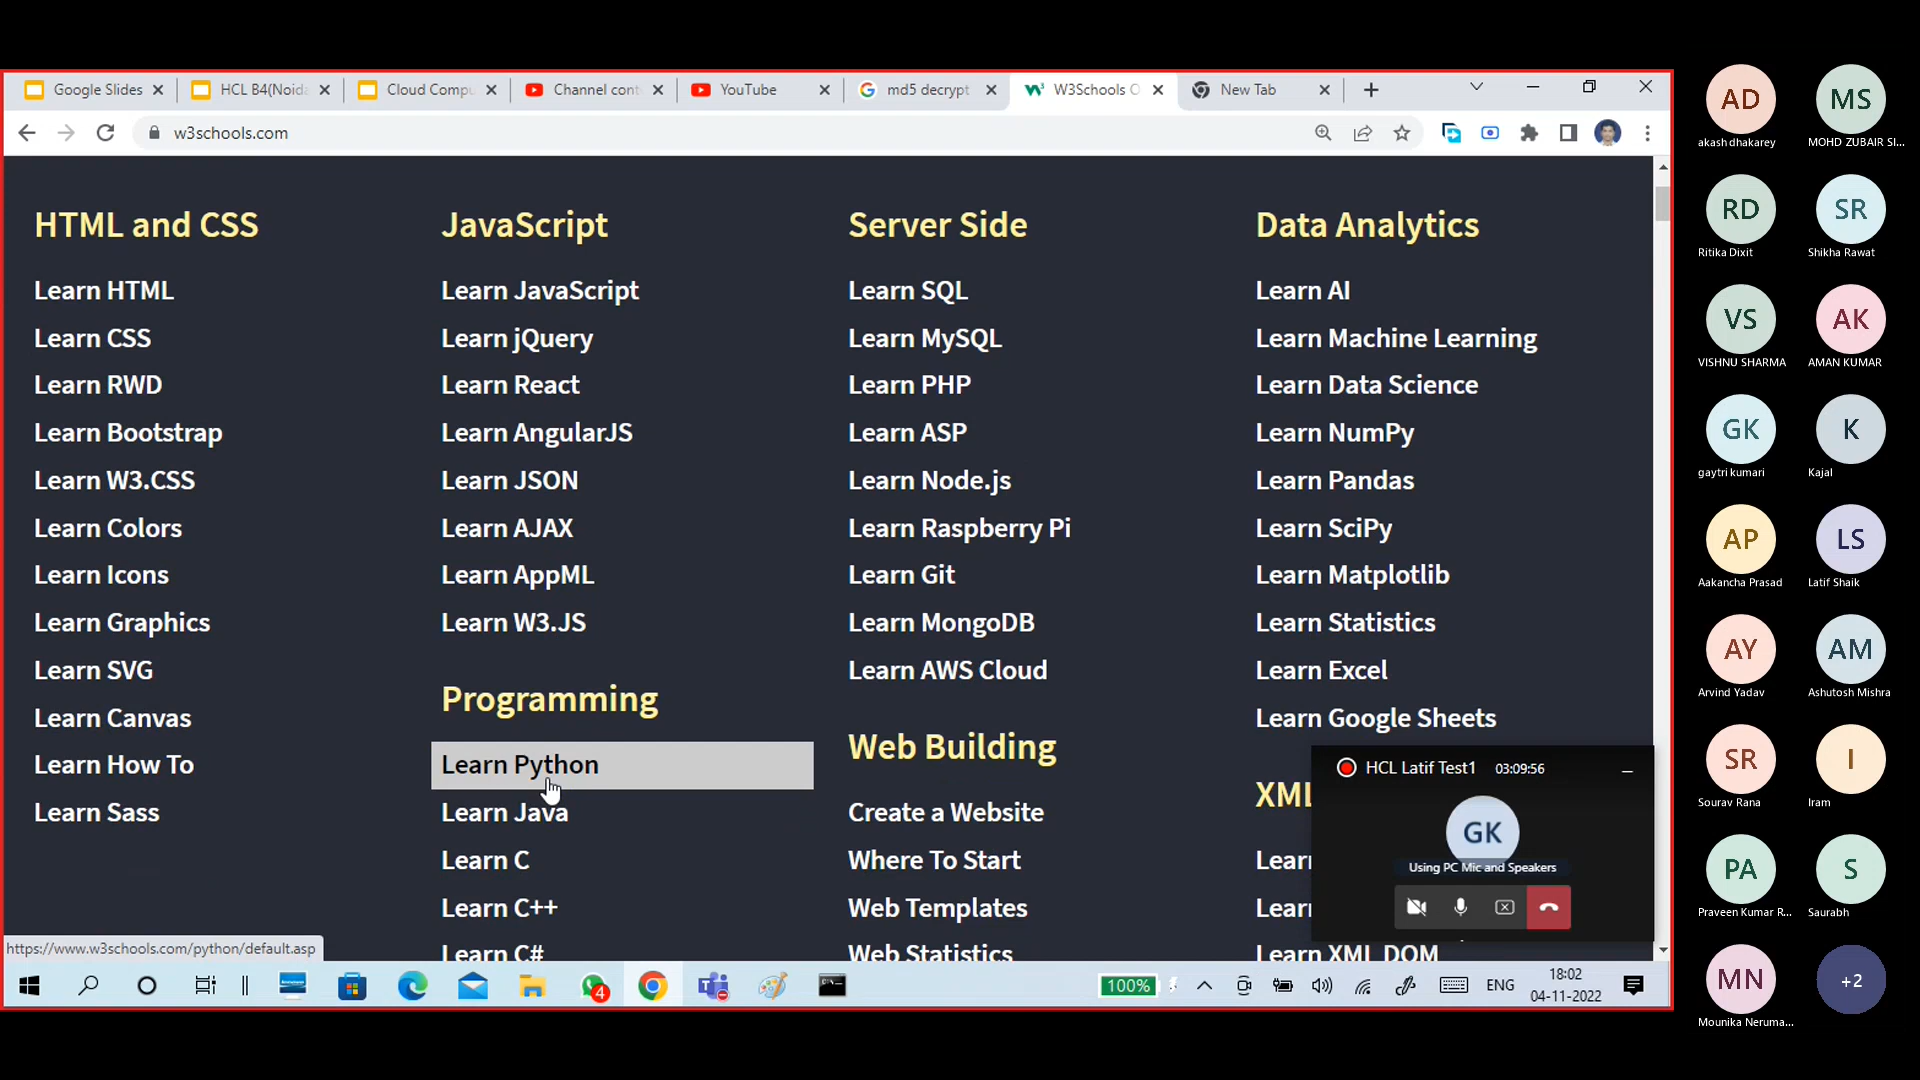 Google Slides
HCL B4(Noida
Cloud Compu
Channel cont
YouTube
md5 decrypt
W3Schools O
New Tab
w3schools.com
HTML and CSS
Learn HTML
Learn CSS
Learn RWD
Learn Bootstrap
Learn W3.CSS
Learn Colors
Learn Icons
Learn Graphics
Learn SVG
Learn Canvas
Learn How To
Learn Sass
JavaScript
Learn JavaScript
Learn jQuery
Learn React
Learn AngularJS
Learn JSON
Learn AJAX
Learn AppML
Learn W3.JS
Programming
Learn Python
Learn Java
Learn C
Learn C++
Learn C#
Server Side
Learn SQL
Learn MySQL
Learn PHP
Learn ASP
Learn Node.js
Learn Raspberry Pi
Learn Git
Learn MongoDB
Learn AWS Cloud
Web Building
Create a Website
Where To Start
Web Templates
Web Statistics
Data Analytics
Learn AI
Learn Machine Learning
Learn Data Science
Learn NumPy
Learn Pandas
Learn SciPy
Learn Matplotlib
Learn Statistics
Learn Excel
Learn Google Sheets
XML
Lear
Lear
Learn XML DOM
HCL Latif Test1 03:09:56
GK
Using PC Mic and Speakers
https://www.w3schools.com/python/default.asp
4
100%
ENG
18:02
04-11-2022
AD
akash dhakarey
MS
MOHD ZUBAIR SI...
RD
Ritika Dixit
SR
Shikha Rawat
VS
VISHNU SHARMA
AK
AMAN KUMAR
GK
gaytri kumari
K
Kajal
AP
Aakancha Prasad
LS
Latif Shaik
AY
Arvind Yadav
AM
Ashutosh Mishra
SR
Sourav Rana
I
Iram
PA
Praveen Kumar R...
S
Saurabh
MN
Mounika Neruma...
+2